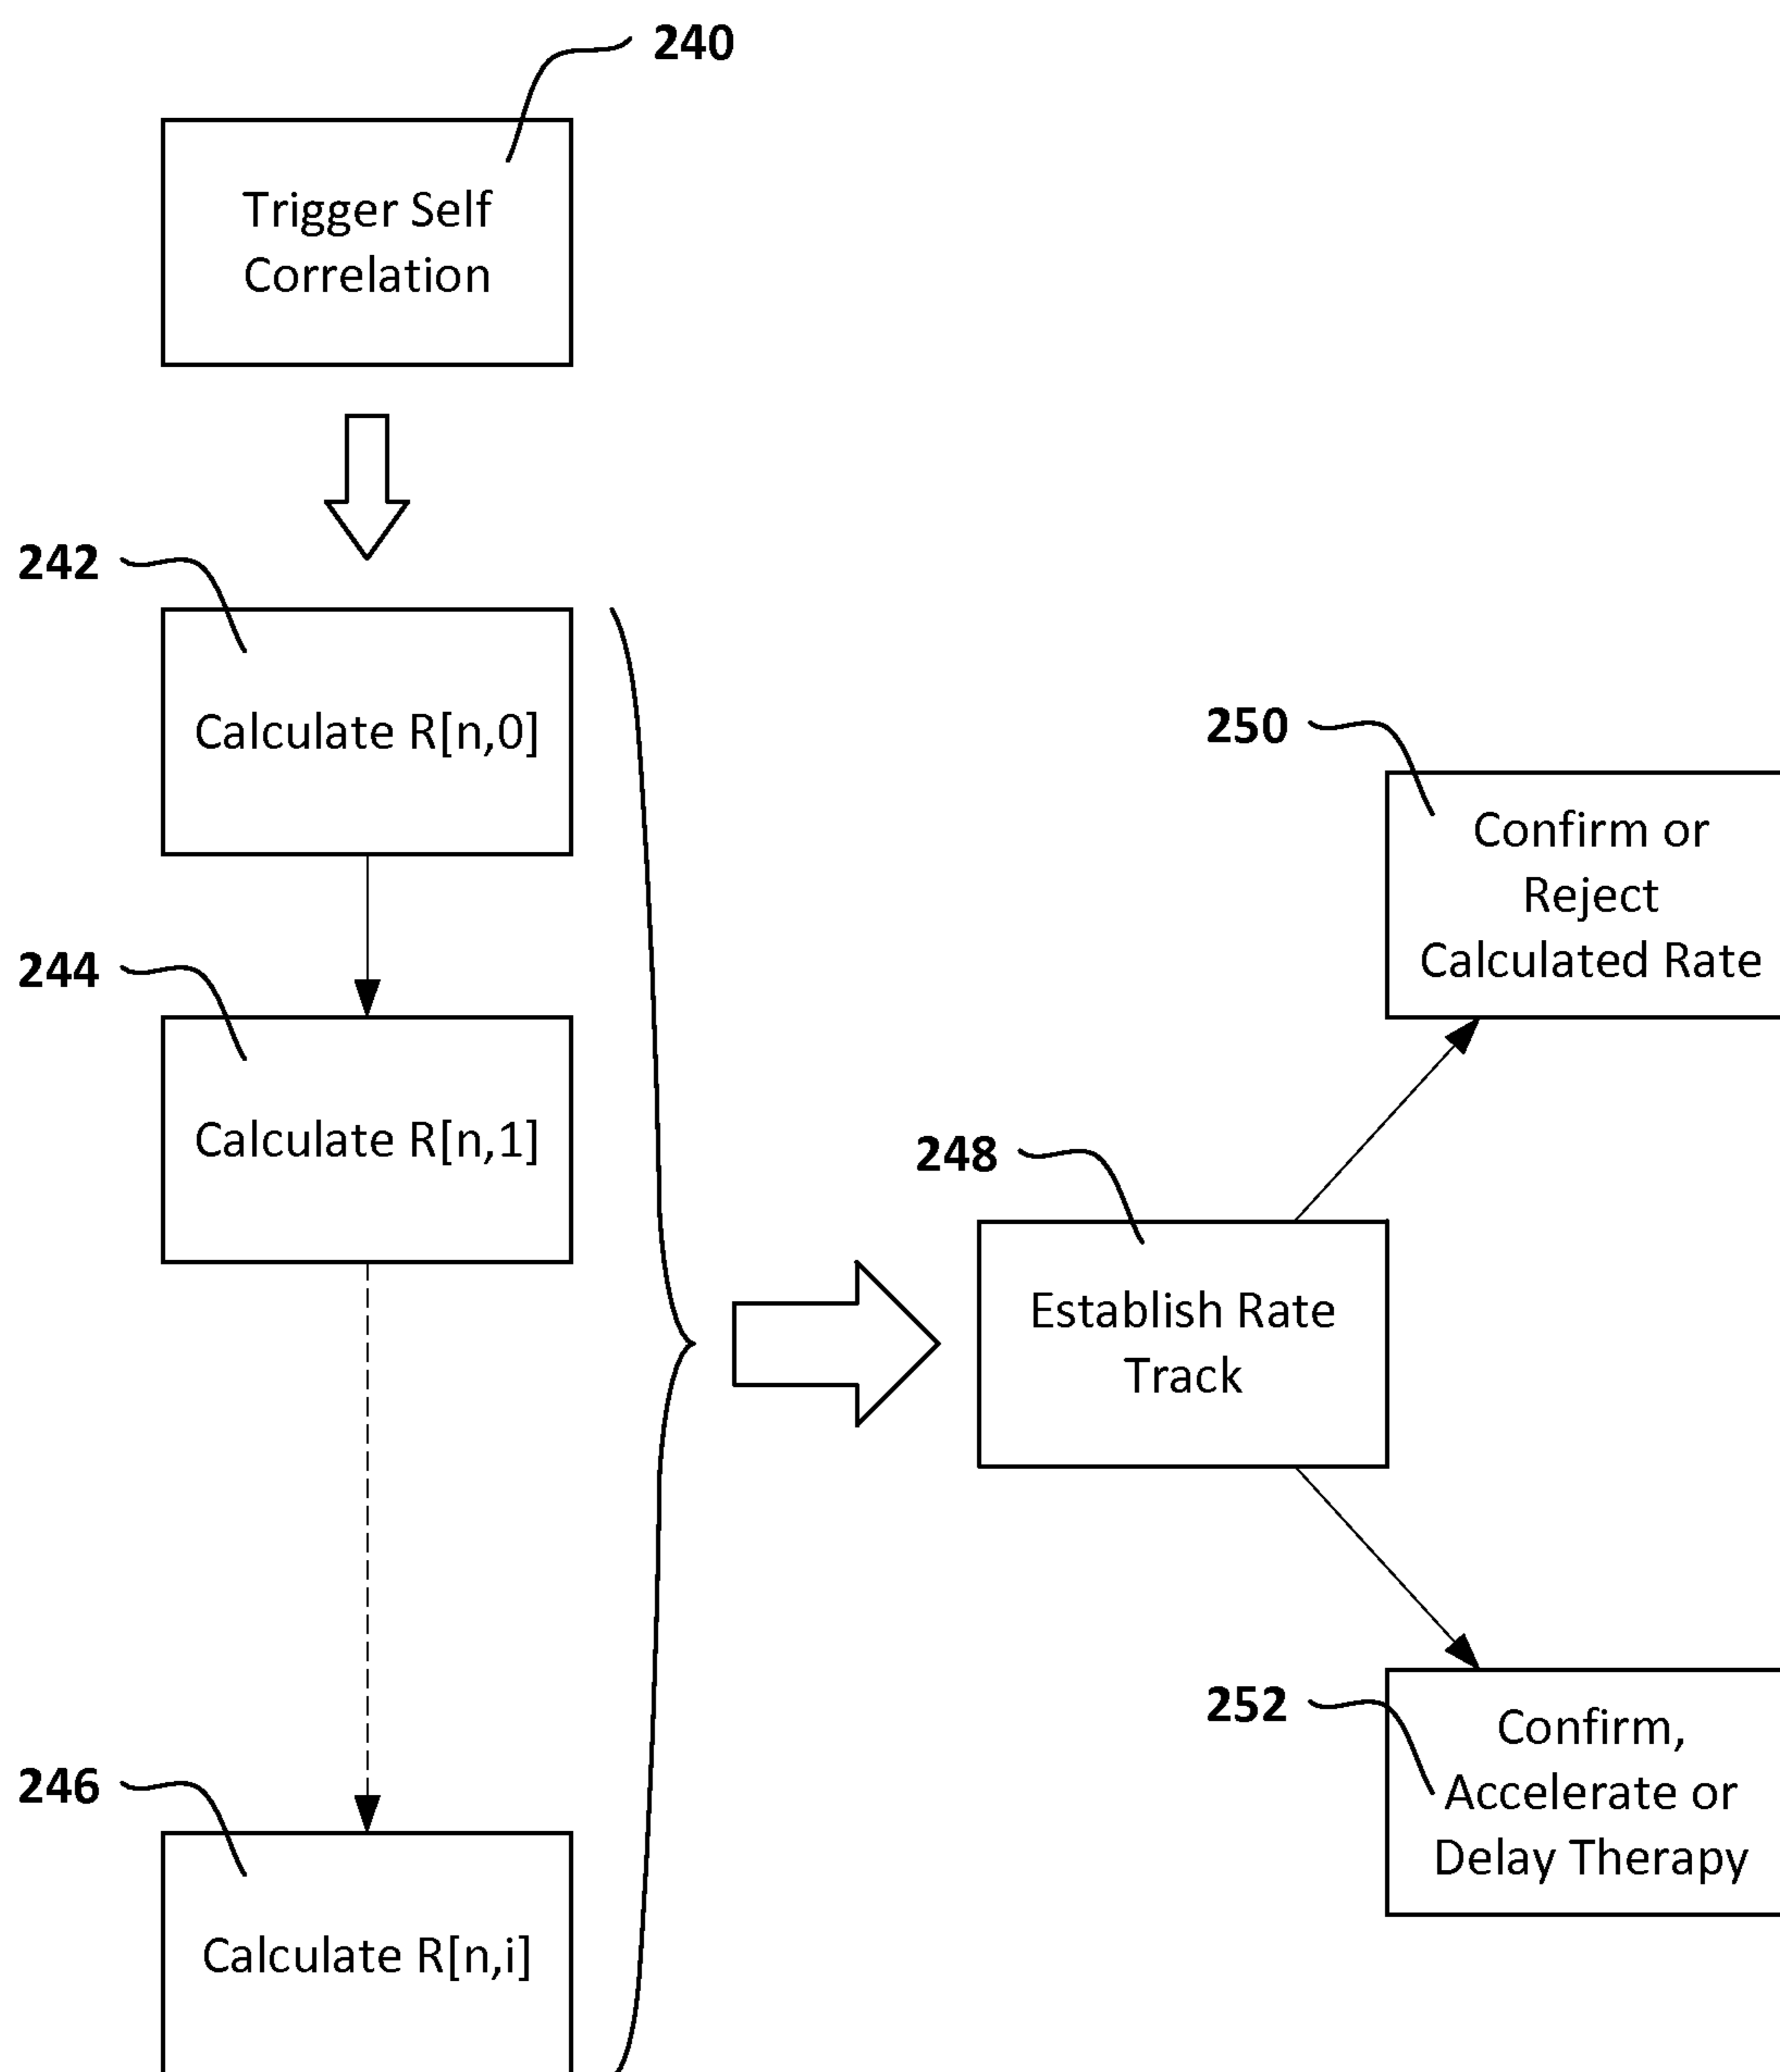 240
Trigger Self
Correlation
242
Calculate R[n,0]
244
Calculate R[n,1]
246
Calculate R[n,i]
248
Establish Rate
Track
250
Confirm or
Reject
Calculated Rate
252
Confirm,
Accelerate or
Delay Therapy